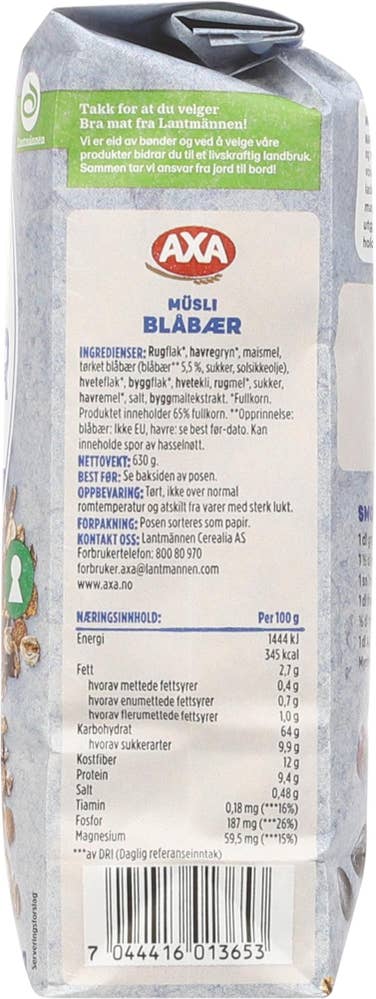 Lantmännen
Takk for at du velger
Bra mat fra Lantmännen!
Vi er eid av bønder og ved å velge våre
produkter bidrar du til et livskraftig landbruk.
Sammen tar vi ansvar fra jord til bord!
AXA
MÜSLI
BLÅBÆR
INGREDIENSER: Rugflak*, havregryn*, maismel,
tørket blåbær (blåbær** 5,5 %, sukker, solsikkeolje),
hveteflak*, byggflak*, hvetekli, rugmel*, sukker,
havremel*, salt, byggmaltekstrakt. *Fullkorn.
Produktet inneholder 65% fullkorn. **Opprinnelse:
blåbær: Ikke EU, havre: se best før-dato. Kan
inneholde spor av hasselnøtt.
NETTOVEKT: 630 g.
BEST FØR: Se baksiden av posen.
OPPBEVARING: Tørt, ikke over normal
romtemperatur og atskilt fra varer med sterk lukt.
FORPAKNING: Posen sorteres som papir.
KONTAKT OSS: Lantmännen Cerealia AS
Forbrukertelefon: 800 80 970
forbruker.axa@lantmannen.com
www.axa.no
NÆRINGSINNHOLD: Per 100 g
Energi 1444 kJ
345 kcal
Fett 2,7 g
hvorav mettede fettsyrer 0,4 g
hvorav enumettede fettsyrer 0,7 g
hvorav flerumettede fettsyrer 1,0 g
Karbohydrat 64 g
hvorav sukkerarter 9,9 g
Kostfiber 12 g
Protein 9,4 g
Salt 0,48 g
Tiamin 0,18 mg (***16%)
Fosfor 187 mg (***26%)
Magnesium 59,5 mg (***15%)
***av DRI (Daglig referanseinntak)
7 044416 013653
Serveringsforslag